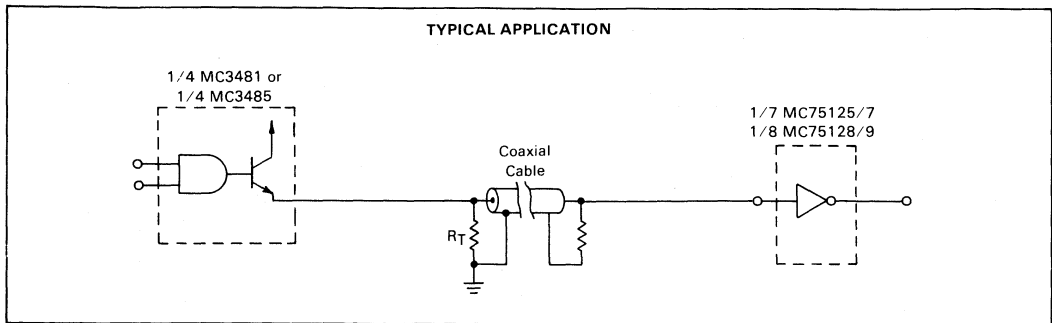 TYPICAL APPLICATION
1/4 MC3481 or
1/4 MC3485
1/7 MC75125/7
1/8 MC75128/9
Coaxial
Cable
RT